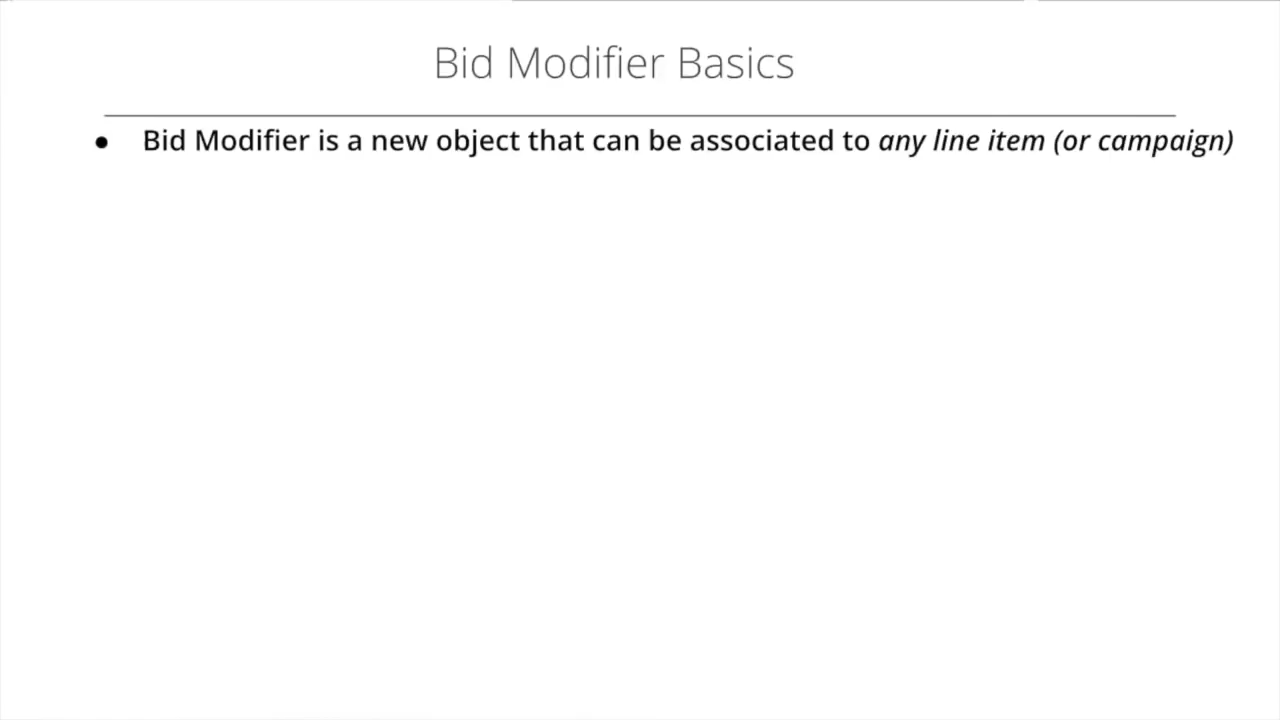 Bid Modifier Basics
● Bid Modifier is a new object that can be associated to any line item (or campaign)